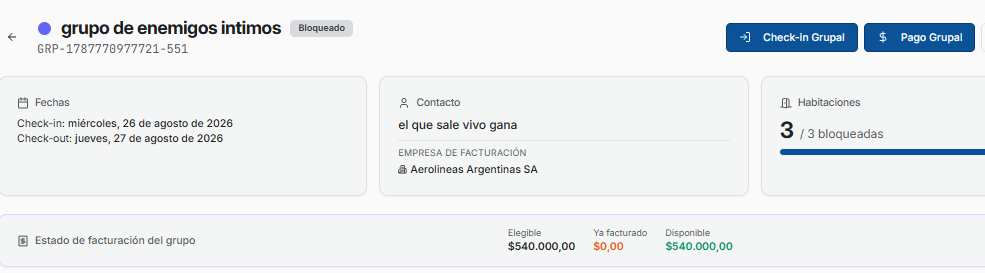 grupo de enemigos intimos Bloqueado
GRP-1787770977721-551
Check-in Grupal
Pago Grupal
Fechas
Check-in: miércoles, 26 de agosto de 2026
Check-out: jueves, 27 de agosto de 2026
Contacto
el que sale vivo gana
EMPRESA DE FACTURACIÓN
Aerolineas Argentinas SA
Habitaciones
3 / 3 bloqueadas
Estado de facturación del grupo
Elegible
$540.000,00
Ya facturado
$0,00
Disponible
$540.000,00